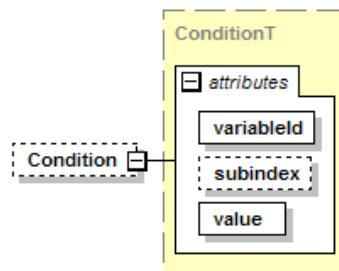 ConditionT
attributes
variableId
Condition
subindex
value